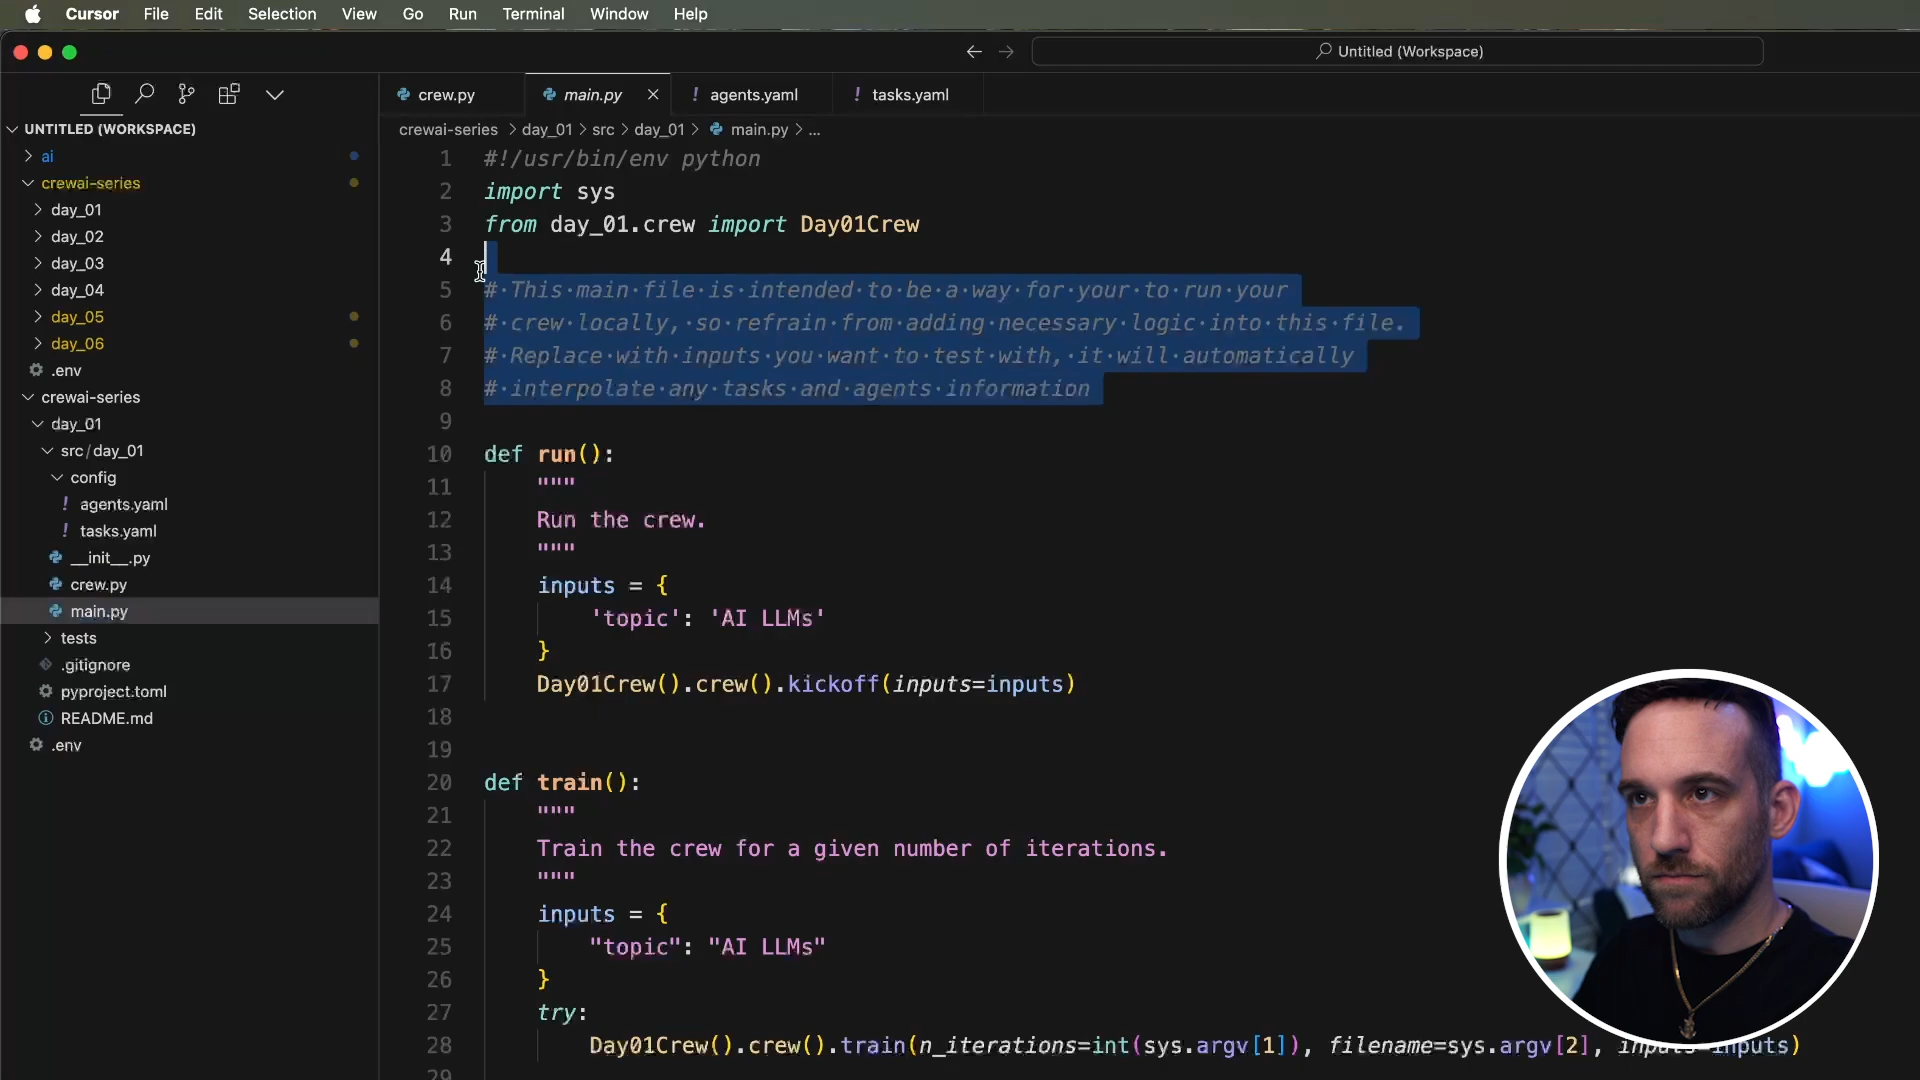 Cursor File Edit Selection View Go Run Terminal Window Help
Untitled (Workspace)
crew.py main.py ! agents.yaml ! tasks.yaml
UNTITLED (WORKSPACE)
ai
crewai-series
day_01
day_02
day_03
day_04
day_05
day_06
.env
crewai-series
day_01
src/day_01
config
! agents.yaml
! tasks.yaml
__init__.py
crew.py
main.py
tests
.gitignore
pyproject.toml
README.md
.env
crewai-series > day_01 > src > day_01 > main.py > ...
1 #!/usr/bin/env python
2 import sys
3 from day_01.crew import Day01Crew
4
5 # This main file is intended to be a way for your to run your
6 # crew locally, so refrain from adding necessary logic into this file.
7 # Replace with inputs you want to test with, it will automatically
8 # interpolate any tasks and agents information
9
10 def run():
11 """
12 Run the crew.
13 """
14 inputs = {
15 'topic': 'AI LLMs'
16 }
17 Day01Crew().crew().kickoff(inputs=inputs)
18
19
20 def train():
21 """
22 Train the crew for a given number of iterations.
23 """
24 inputs = {
25 "topic": "AI LLMs"
26 }
27 try:
28 Day01Crew().crew().train(n_iterations=int(sys.argv[1]), filename=sys.argv[2], inputs=inputs)
29